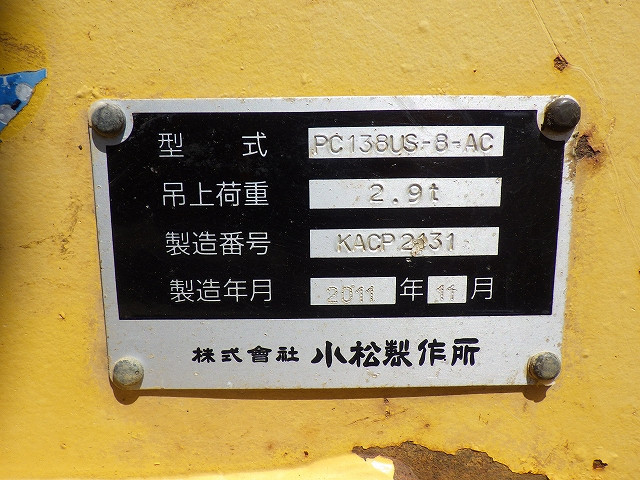 型 式 PC138US-8-AC
吊上荷重 2.9t
製造番号 KACP2131
製造年月 2011 年 11 月
株式會社 小松製作所